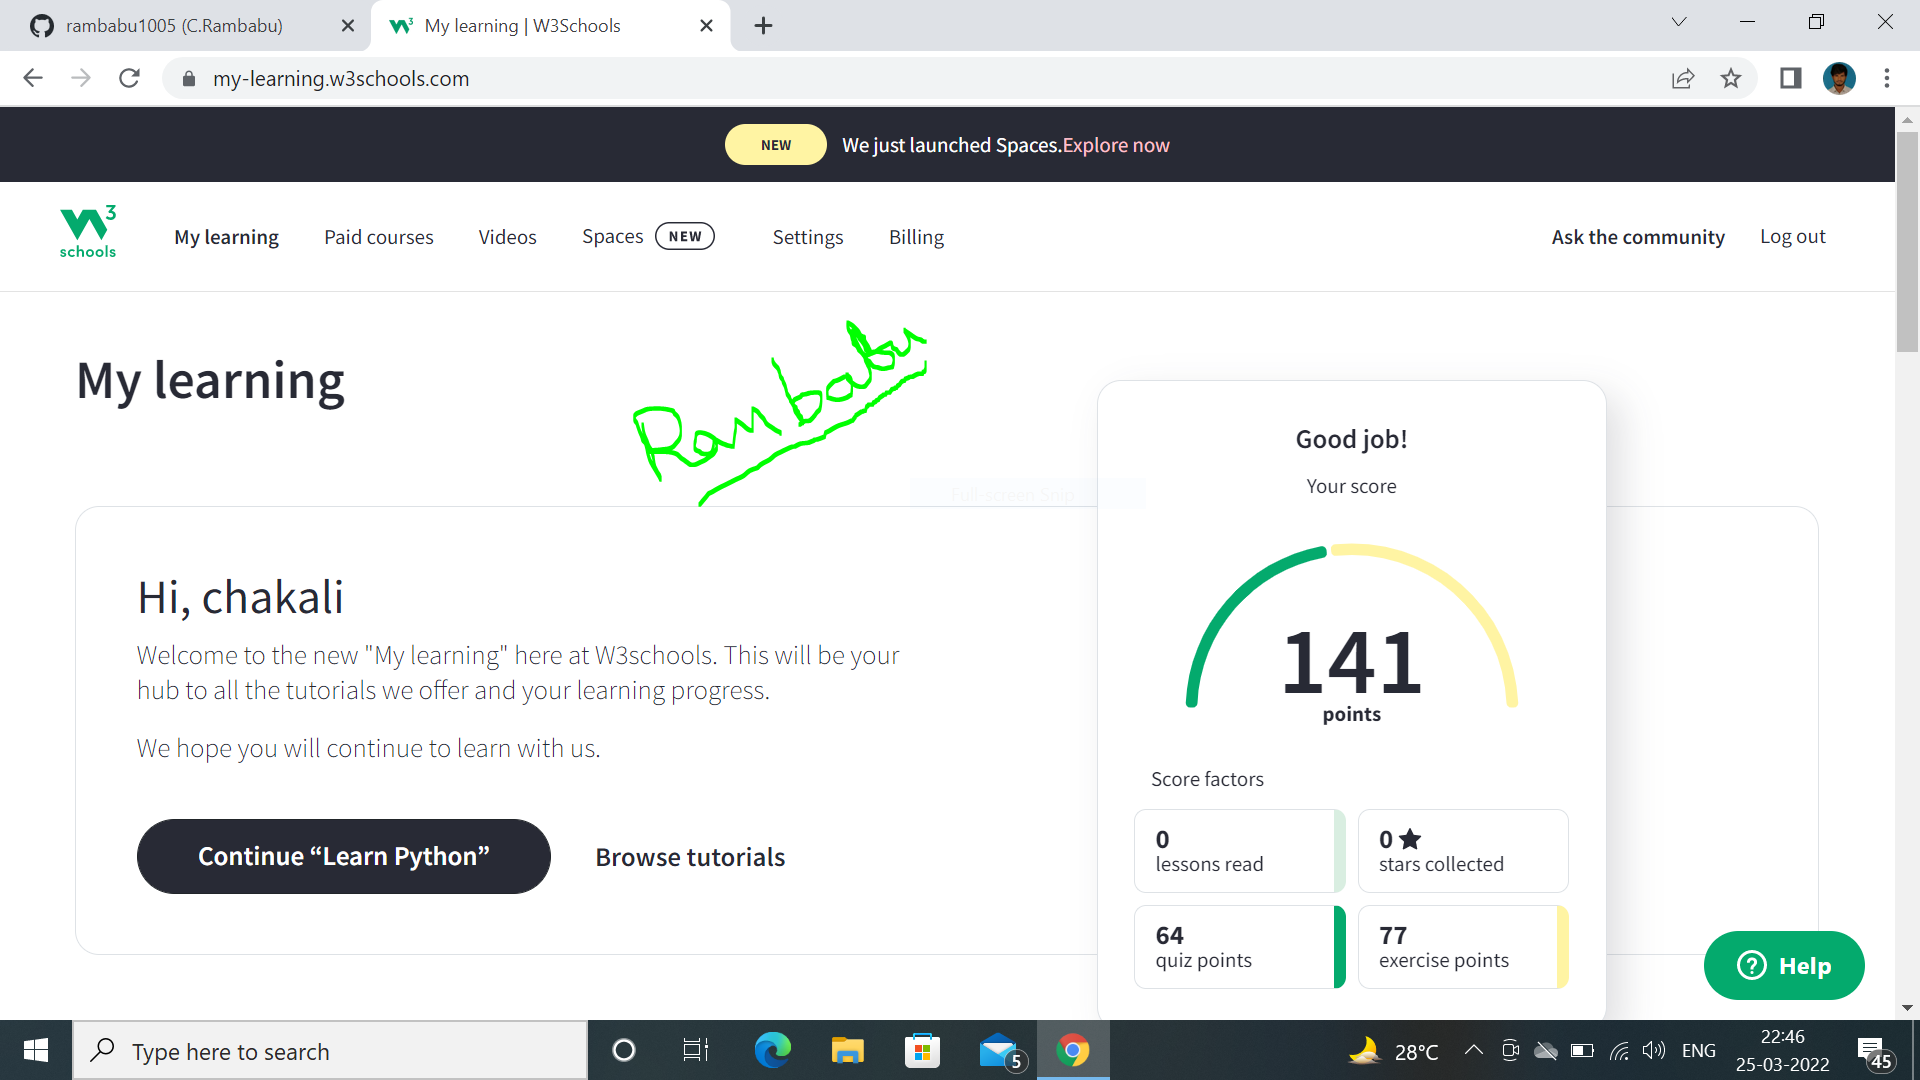 rambabu1005 (C.Rambabu)
My learning | W3Schools
my-learning.w3schools.com
NEW
We just launched Spaces.Explore now
W3
schools
My learning
Paid courses
Videos
Spaces
NEW
Settings
Billing
Ask the community
Log out
My learning
Rambabu
Full-screen Snip
Hi, chakali
Welcome to the new "My learning" here at W3schools. This will be your
hub to all the tutorials we offer and your learning progress.
We hope you will continue to learn with us.
Continue “Learn Python”
Browse tutorials
Good job!
Your score
141
points
Score factors
0
lessons read
0 ★
stars collected
64
quiz points
77
exercise points
Help
Type here to search
5
28°C
ENG
22:46
25-03-2022
45